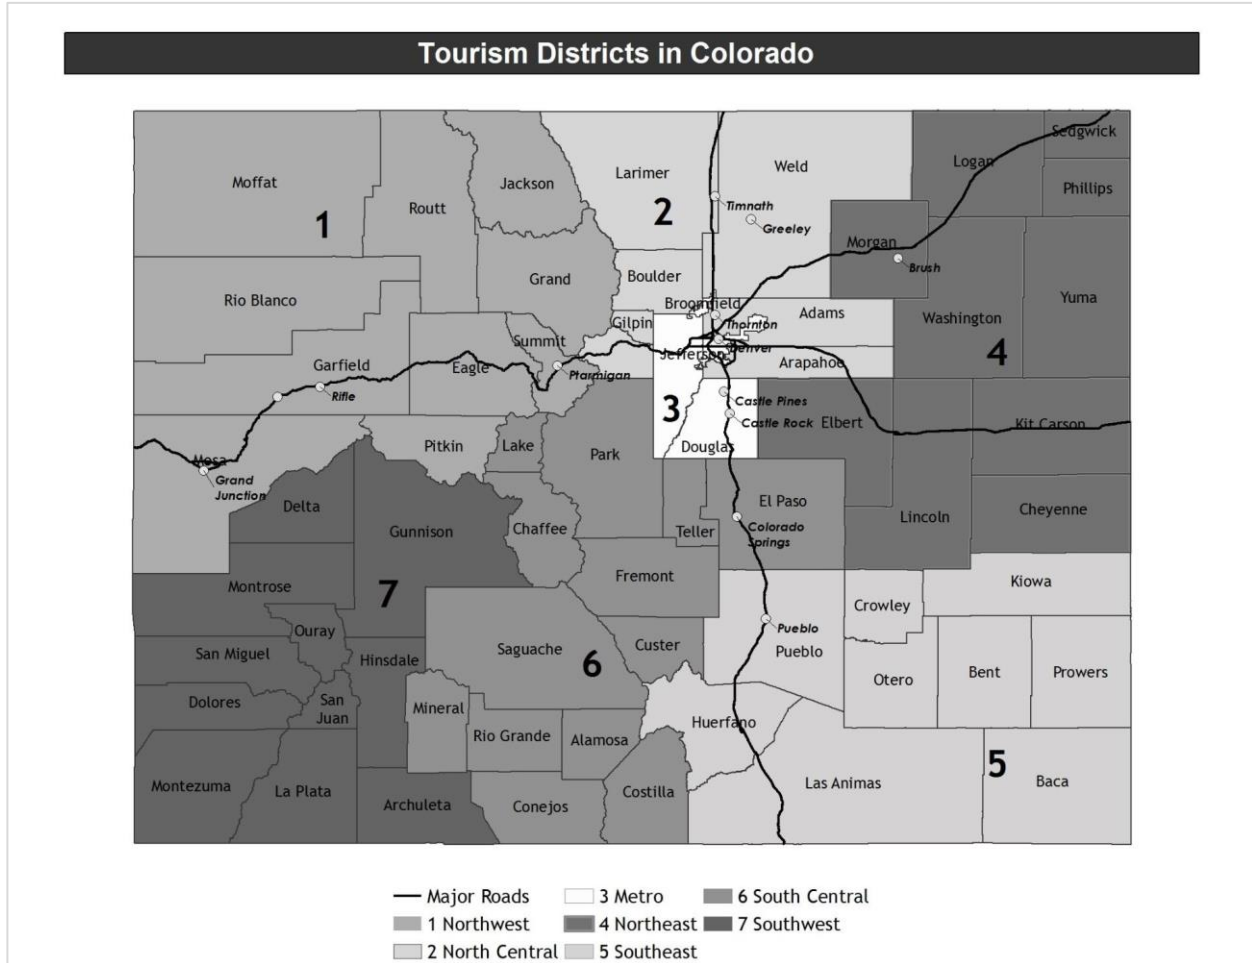 Tourism Districts in Colorado
Sedgwick
Logan
Larimer
Weld
Moffat
Jackson
Phillips
Routt
1
2
Timnath
Greeley
Morgan
Brush
Grand
Boulder
Rio Blanco
Yuma
Broomfield
Adams
Washington
Gilpin
Thornton
Summit
Denver
4
Jefferson
Arapahoe
Garfield
Eagle
Ptarmigan
Rifle
Castle Pines
3
Castle Rock
Elbert
Kit Carson
Pitkin
Lake
Park
Douglas
Mesa
Grand
Junction
Delta
El Paso
Gunnison
Chaffee
Teller
Colorado
Springs
Lincoln
Cheyenne
Fremont
Kiowa
Montrose
7
Crowley
Ouray
Pueblo
Custer
Pueblo
San Miguel
Hinsdale
Saguache
6
Otero
Bent
Prowers
Dolores
San
Juan
Mineral
Huerfano
Rio Grande
Alamosa
5
Montezuma
La Plata
Costilla
Las Animas
Baca
Archuleta
Conejos
Major Roads
3 Metro
6 South Central
1 Northwest
4 Northeast
7 Southwest
2 North Central
5 Southeast